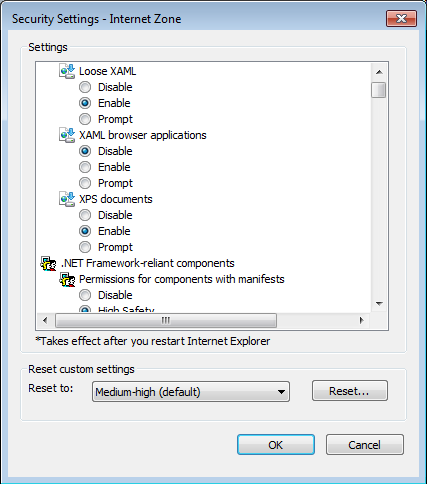 Security Settings - Internet Zone
Settings
Loose XAML
Disable
Enable
Prompt
XAML browser applications
Disable
Enable
Prompt
XPS documents
Disable
Enable
Prompt
.NET Framework-reliant components
Permissions for components with manifests
Disable
High Safety
*Takes effect after you restart Internet Explorer
Reset custom settings
Reset to: Medium-high (default) Reset...
OK Cancel